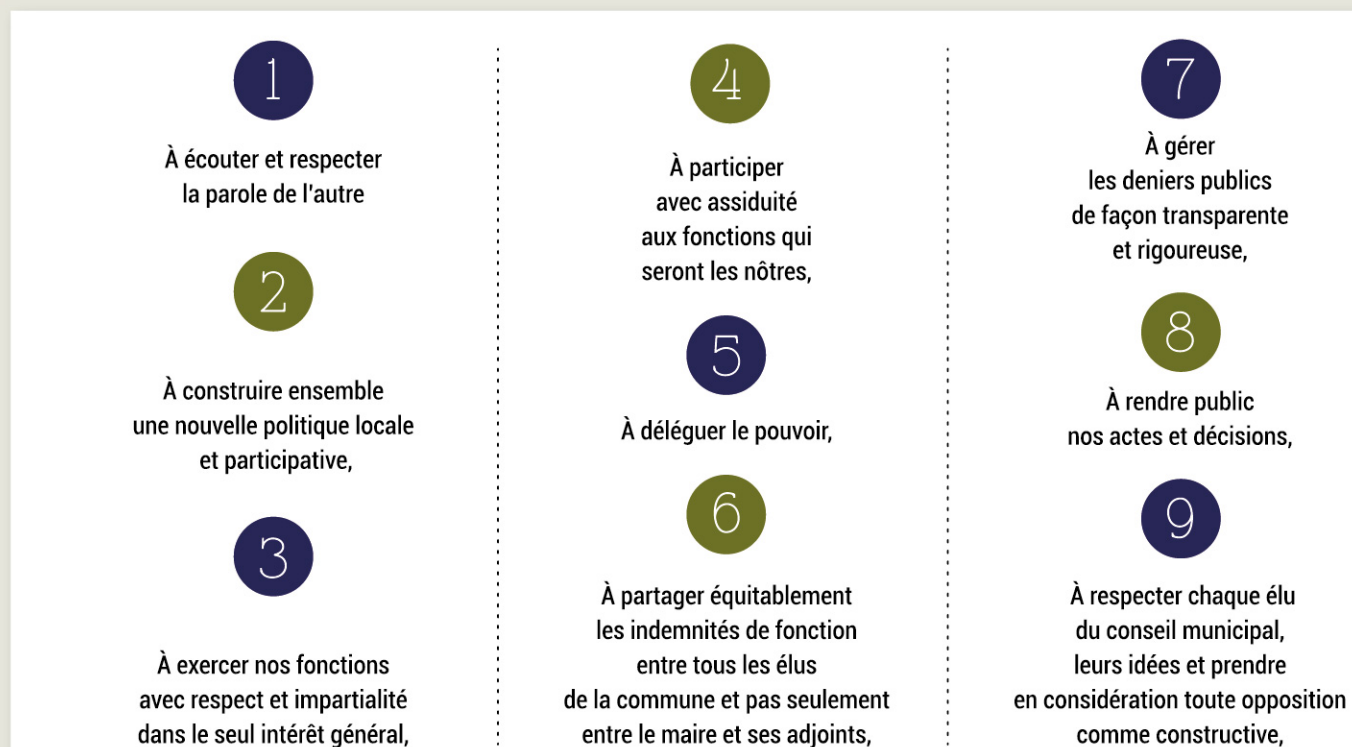 1
À écouter et respecter
la parole de l'autre
2
À construire ensemble
une nouvelle politique locale
et participative,
3
À exercer nos fonctions
avec respect et impartialité
dans le seul intérêt général,
4
À participer
avec assiduité
aux fonctions qui
seront les nôtres,
5
À déléguer le pouvoir,
6
À partager équitablement
les indemnités de fonction
entre tous les élus
de la commune et pas seulement
entre le maire et ses adjoints,
7
À gérer
les deniers publics
de façon transparente
et rigoureuse,
8
À rendre public
nos actes et décisions,
9
À respecter chaque élu
du conseil municipal,
leurs idées et prendre
en considération toute opposition
comme constructive,